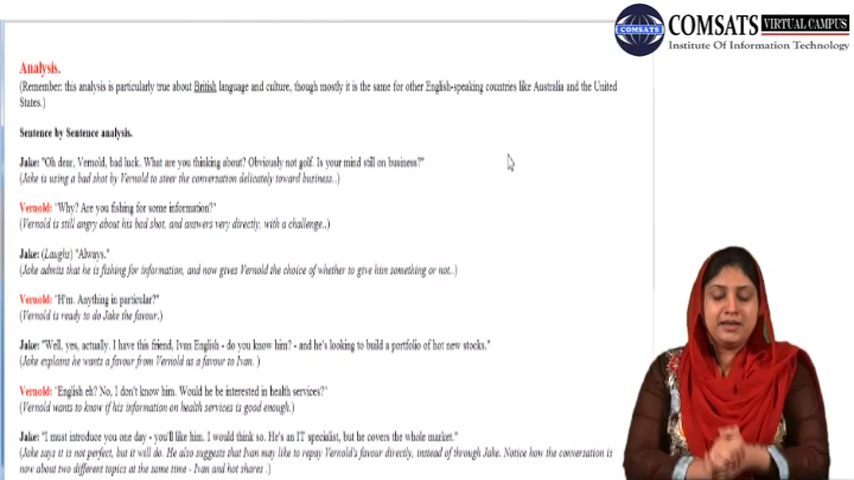 COMSATS
COMSATS VIRTUAL CAMPUS
Institute Of Information Technology
Analysis.
(Remember: this analysis is particularly true about British language and culture, though mostly it is the same for other English-speaking countries like Australia and the United
States.)
Sentence by Sentence analysis.
Jake: "Oh dear, Vernold, bad luck. What are you thinking about? Obviously not golf. Is your mind still on business?"
(Jake is using a bad shot by Vernold to steer the conversation delicately toward business..)
Vernold: "Why? Are you fishing for some information?"
(Vernold is still angry about his bad shot, and answers very directly, with a challenge..)
Jake: (Laughs) "Always."
(Jake admits that he is fishing for information, and now gives Vernold the choice of whether to give him something or not..)
Vernold: "H'm. Anything in particular?"
(Vernold is ready to do Jake the favour.)
Jake: "Well, yes, actually. I have this friend, Ivan English - do you know him? - and he's looking to build a portfolio of hot new stocks."
(Jake explains he wants a favour from Vernold as a favour to Ivan. )
Vernold: "English eh? No, I don't know him. Would he be interested in health services?"
(Vernold wants to know if his information on health services is good enough.)
Jake: "I must introduce you one day - you'll like him. I would think so. He's an IT specialist, but he covers the whole market."
(Jake says it is not perfect, but it will do. He also suggests that Ivan may like to repay Vernold's favour directly, instead of through Jake. Notice how the conversation is
now about two different topics at the same time - Ivan and hot shares .)